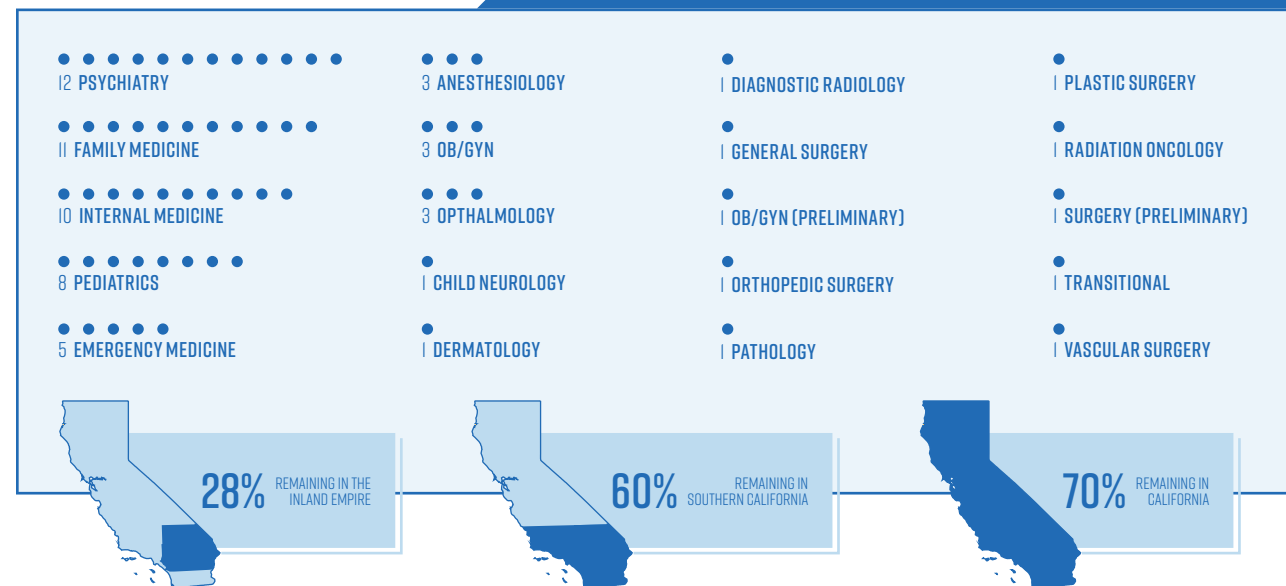 12 PSYCHIATRY
11 FAMILY MEDICINE
10 INTERNAL MEDICINE
8 PEDIATRICS
5 EMERGENCY MEDICINE
3 ANESTHESIOLOGY
3 OB/GYN
3 OPTHALMOLOGY
1 CHILD NEUROLOGY
1 DERMATOLOGY
1 DIAGNOSTIC RADIOLOGY
1 GENERAL SURGERY
1 OB/GYN (PRELIMINARY)
1 ORTHOPEDIC SURGERY
1 PATHOLOGY
1 PLASTIC SURGERY
1 RADIATION ONCOLOGY
1 SURGERY (PRELIMINARY)
1 TRANSITIONAL
1 VASCULAR SURGERY
28% REMAINING IN THE
INLAND EMPIRE
60% REMAINING IN
SOUTHERN CALIFORNIA
70% REMAINING IN
CALIFORNIA